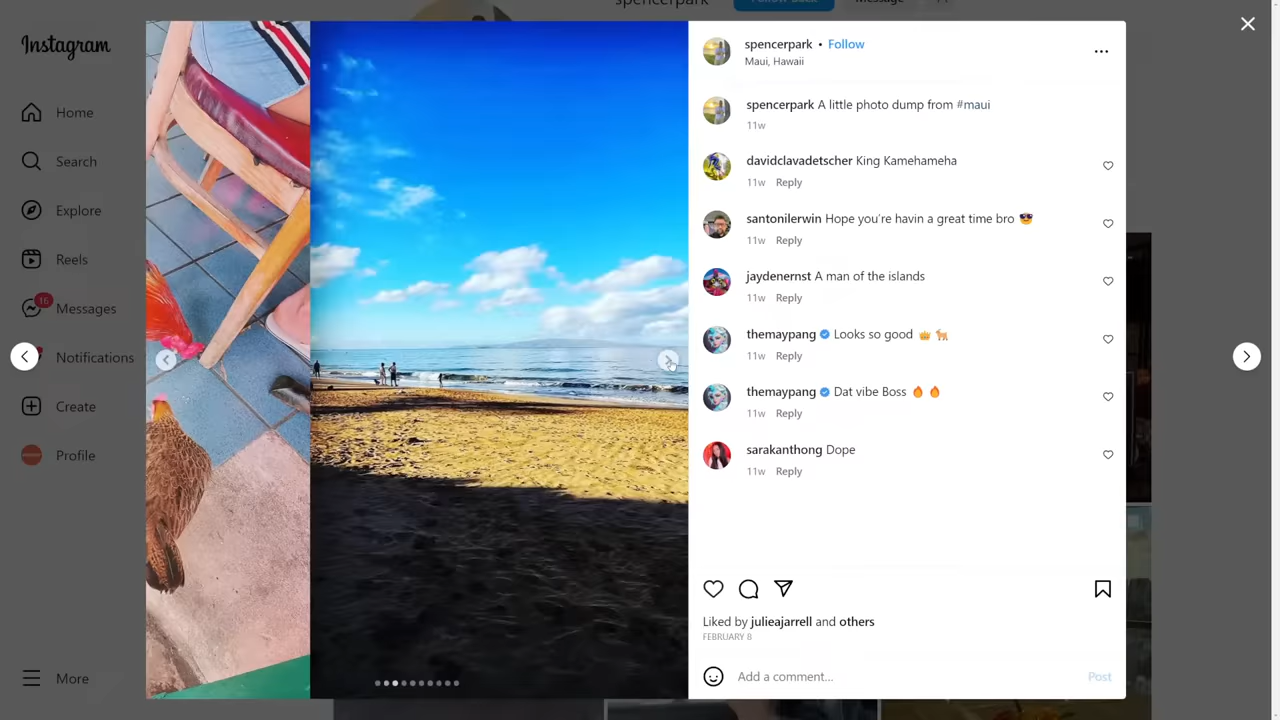 spencerpark
Message
Instagram
Home
Search
Explore
Reels
16
Messages
Notifications
Create
Profile
More
spencerpark • Follow
Maui, Hawaii
spencerpark A little photo dump from #maui
11w
davidclavadetscher King Kamehameha
11w Reply
santonilerwin Hope you're havin a great time bro 😎
11w Reply
jaydenernst A man of the islands
11w Reply
themaypang Looks so good 👑 🐐
11w Reply
themaypang Dat vibe Boss 🔥 🔥
11w Reply
sarakanthong Dope
11w Reply
Liked by julieajarrell and others
FEBRUARY 8
Add a comment...
Post